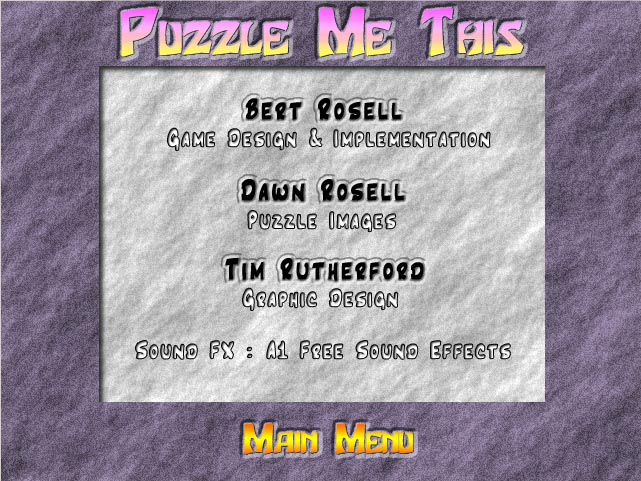 Puzzle Me This
Bert Rosell
Game Design & Implementation
Dawn Rosell
Puzzle Images
Tim Rutherford
Graphic Design
Sound FX : A1 Free Sound Effects
Main Menu